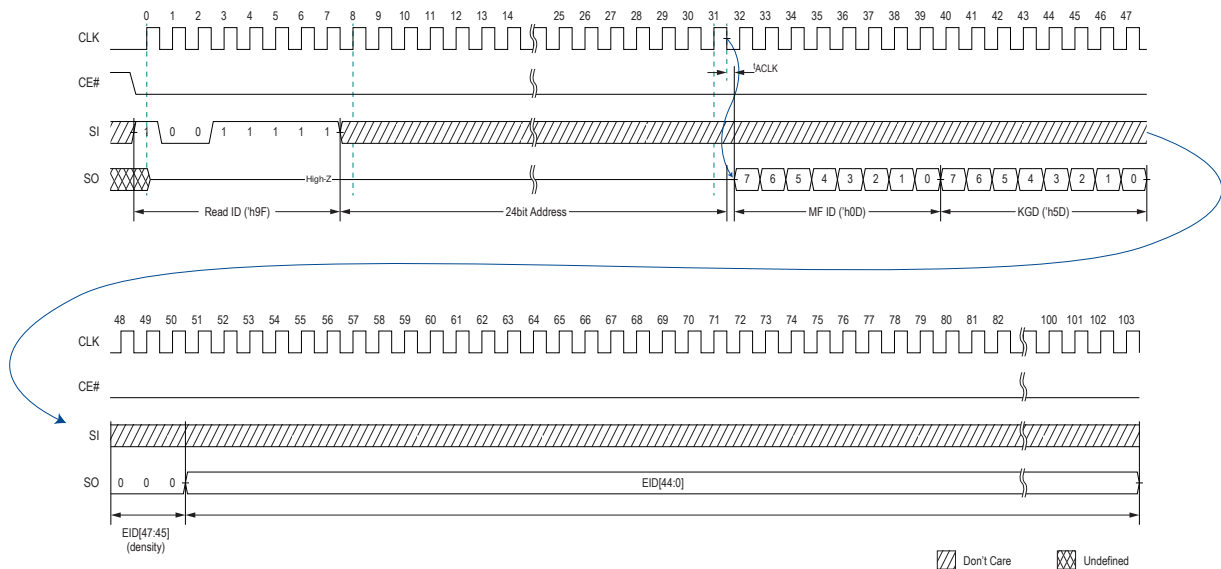 0 1 2 3 4 5 6 7 8 9 10 11 12 13 14 25 26 27 28 29 30 31 32 33 34 35 36 37 38 39 40 41 42 43 44 45 46 47
CLK
tACLK
CE#
SI 1 0 0 1 1 1 1 1
SO High-Z 7 6 5 4 3 2 1 0 7 6 5 4 3 2 1 0
Read ID ('h9F) 24bit Address MF ID ('h0D) KGD ('h5D)
48 49 50 51 52 53 54 55 56 57 58 59 60 61 62 63 64 65 66 67 68 69 70 71 72 73 74 75 76 77 78 79 80 81 82 100 101 102 103
CLK
CE#
SI
SO 0 0 0 EID[44:0]
EID[47:45]
(density)
Don't Care Undefined